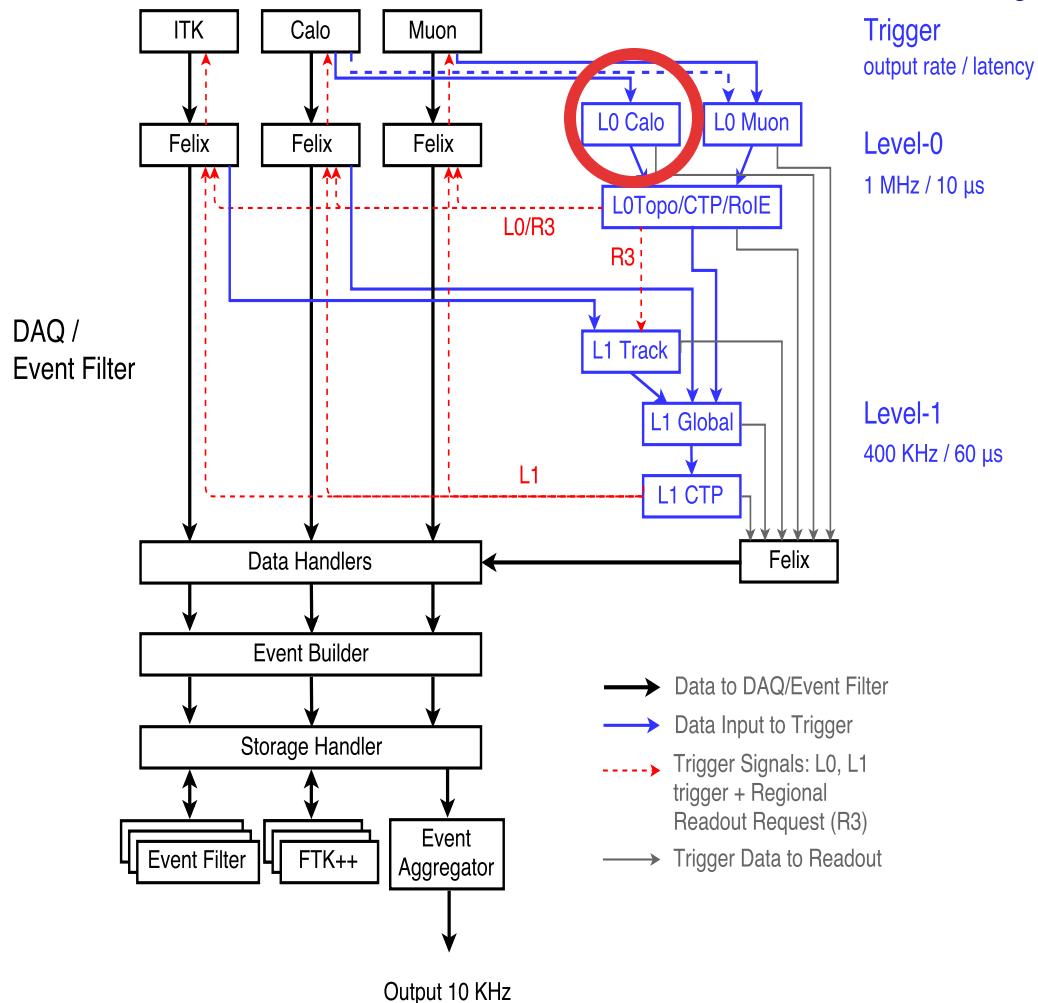 ITK
Calo
Muon
Trigger
output rate / latency
L0 Calo
L0 Muon
Felix
Felix
Felix
Level-0
1 MHz / 10 µs
L0Topo/CTP/RoIE
L0/R3
R3
DAQ /
Event Filter
L1 Track
L1 Global
Level-1
400 KHz / 60 µs
L1
L1 CTP
Data Handlers
Felix
Event Builder
Data to DAQ/Event Filter
Data Input to Trigger
Storage Handler
Trigger Signals: L0, L1
trigger + Regional
Readout Request (R3)
Trigger Data to Readout
Event Filter
FTK++
Event
Aggregator
Output 10 KHz